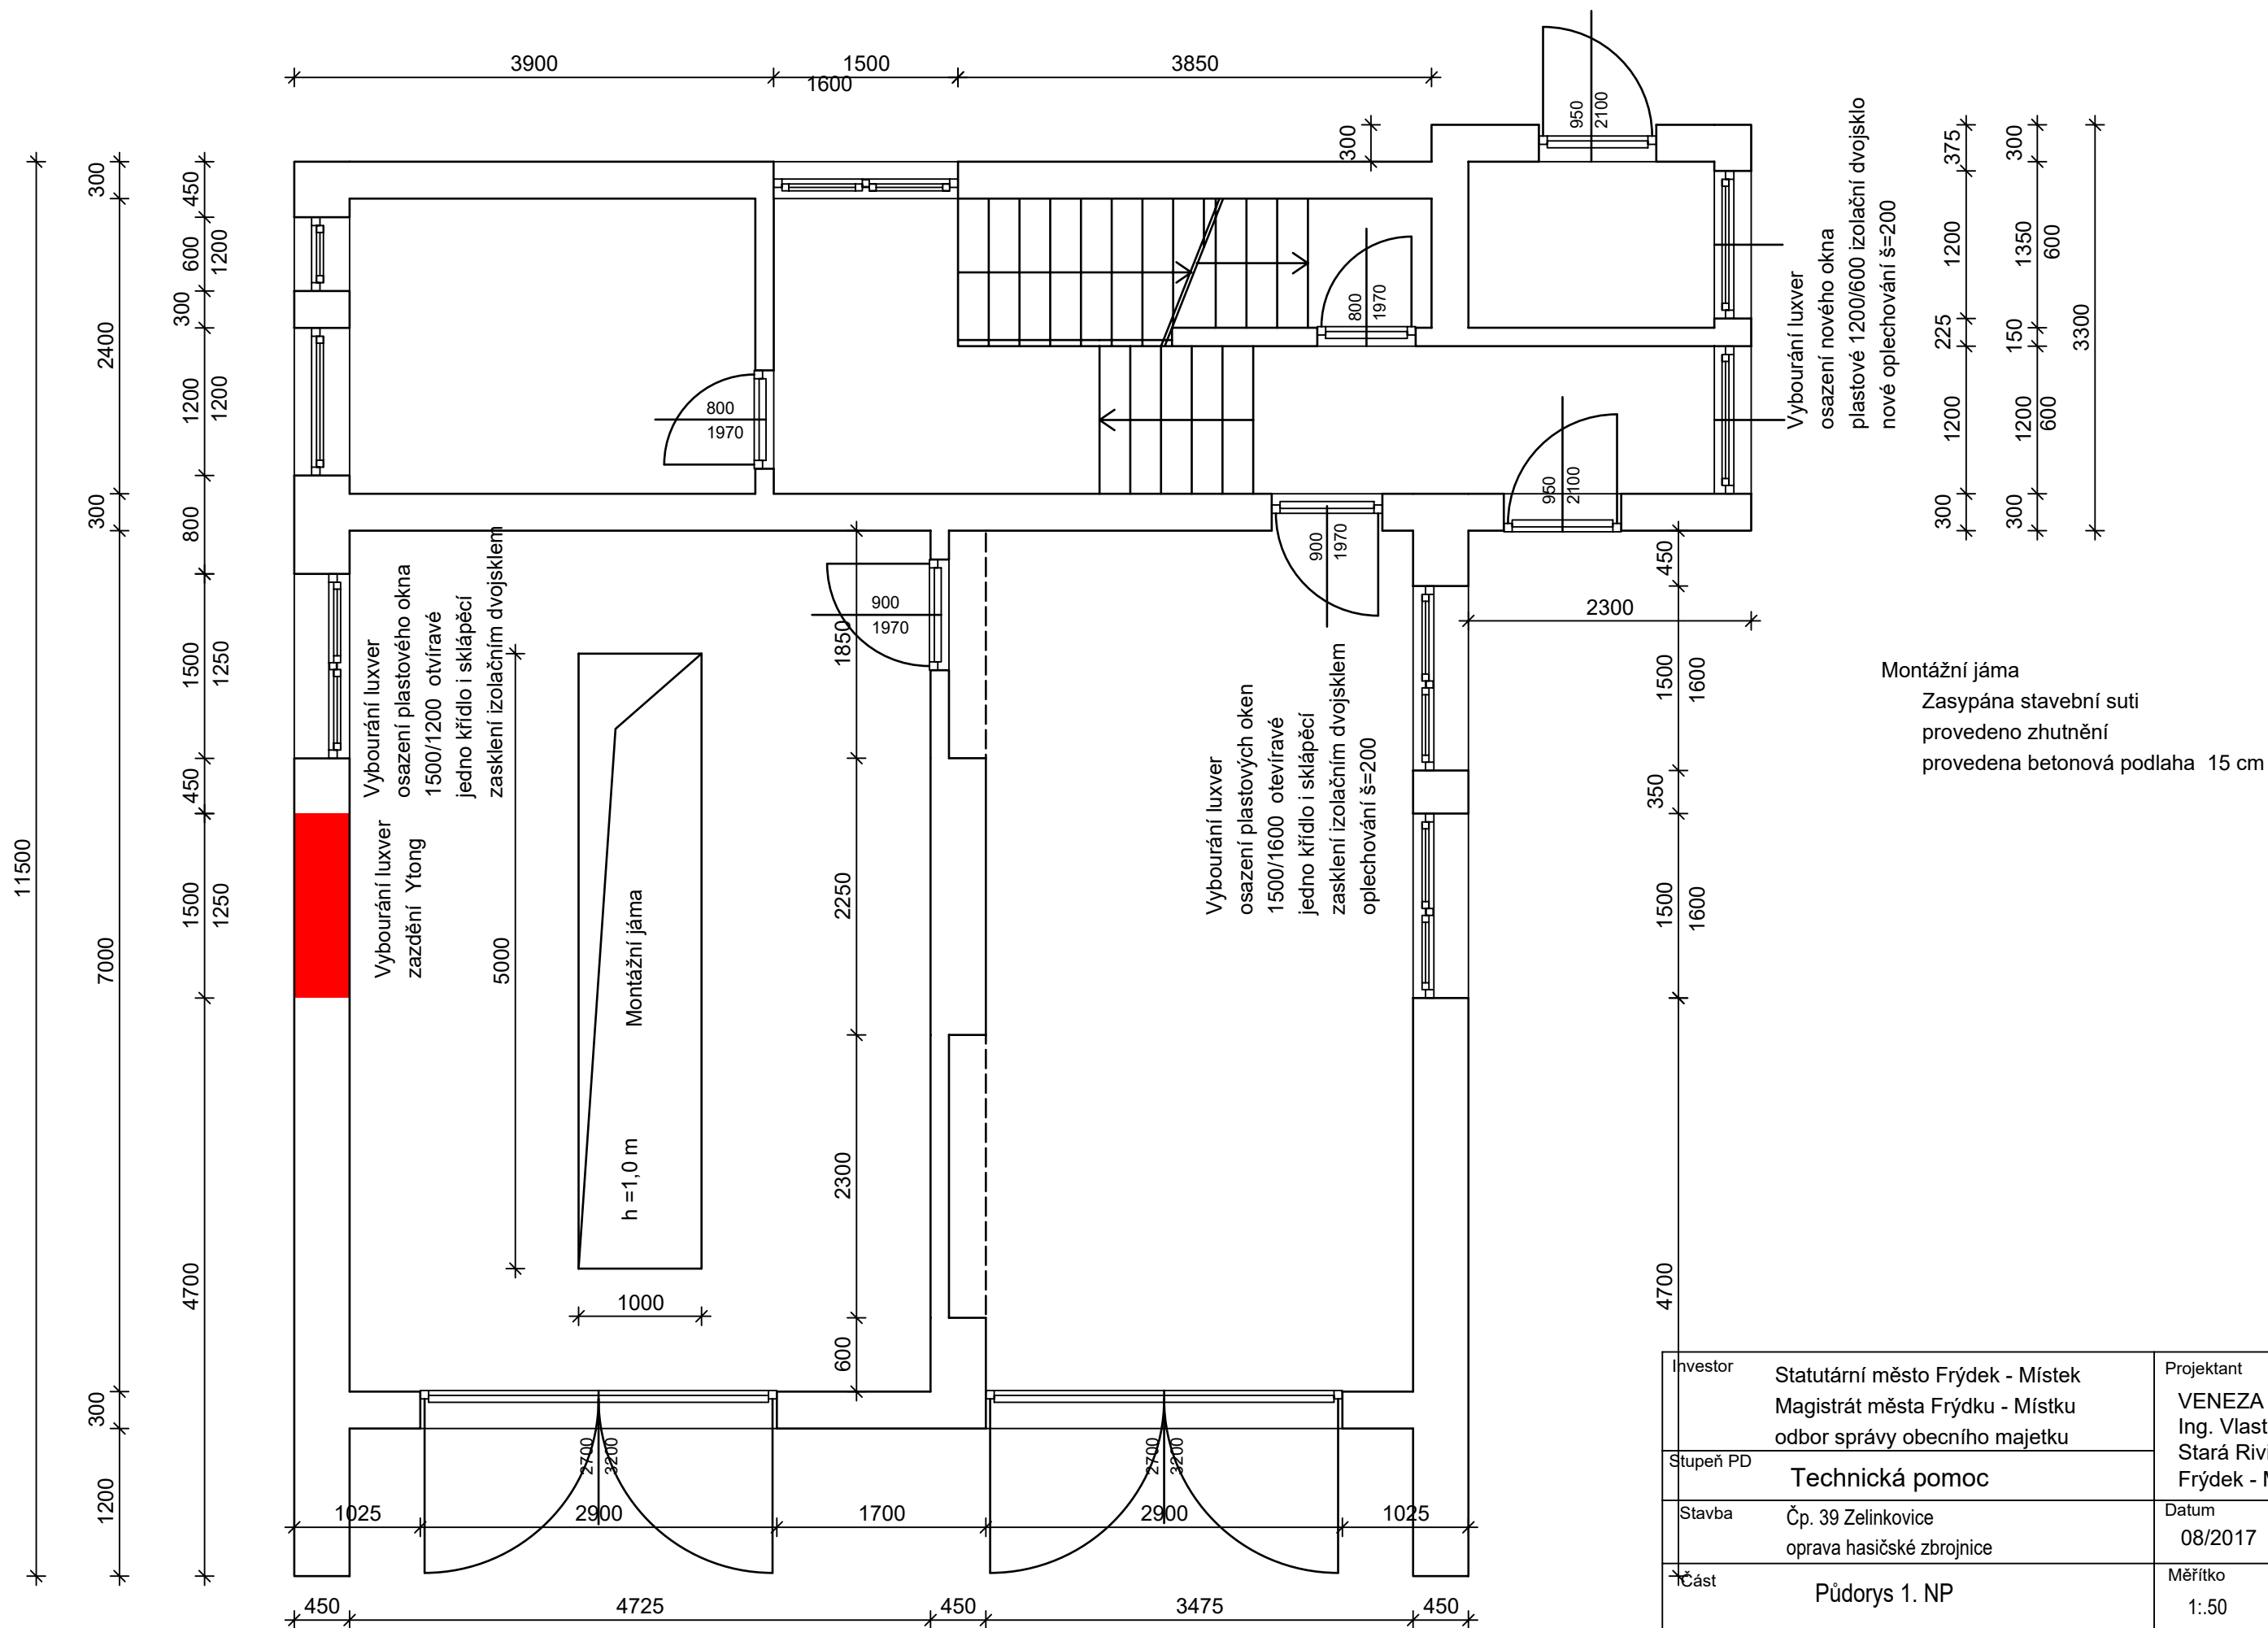 3900
1500
1600
3850
300
950
2100
375
1200
225
1200
300
300
1350
600
150
1200
600
300
3300
Vybourání luxver
osazení nového okna
plastové 1200/600 izolační dvojsklo
nové oplechování š=200
11500
300
2400
300
7000
300
1200
450
600
1200
300
1200
1200
800
1500
1250
450
1500
1250
4700
800
1970
800
1970
950
2100
900
1970
900
1970
Vybourání luxver
osazení plastového okna
1500/1200 otvíravé
jedno křídlo i sklápěcí
zasklení izolačním dvojsklem
Vybourání luxver
zazdění Ytong
5000
Montážní jáma
h =1,0 m
1000
1850
2250
2300
600
Vybourání luxver
osazení plastových oken
1500/1600 otevíravé
jedno křídlo i sklápěcí
zasklení izolačním dvojsklem
oplechování š=200
450
1500
1600
350
1500
1600
4700
2300
Montážní jáma
Zasypána stavební suti
provedeno zhutnění
provedena betonová podlaha 15 cm
2700
3200
2700
3200
1025
2900
1700
2900
1025
450
4725
450
3475
450
Investor
Statutární město Frýdek - Místek
Magistrát města Frýdku - Místku
odbor správy obecního majetku
Projektant
VENEZA
Ing. Vlast
Stará Riv
Frýdek - M
Stupeň PD
Technická pomoc
Stavba
Čp. 39 Zelinkovice
oprava hasičské zbrojnice
Datum
08/2017
Část
Půdorys 1. NP
Měřítko
1:.50